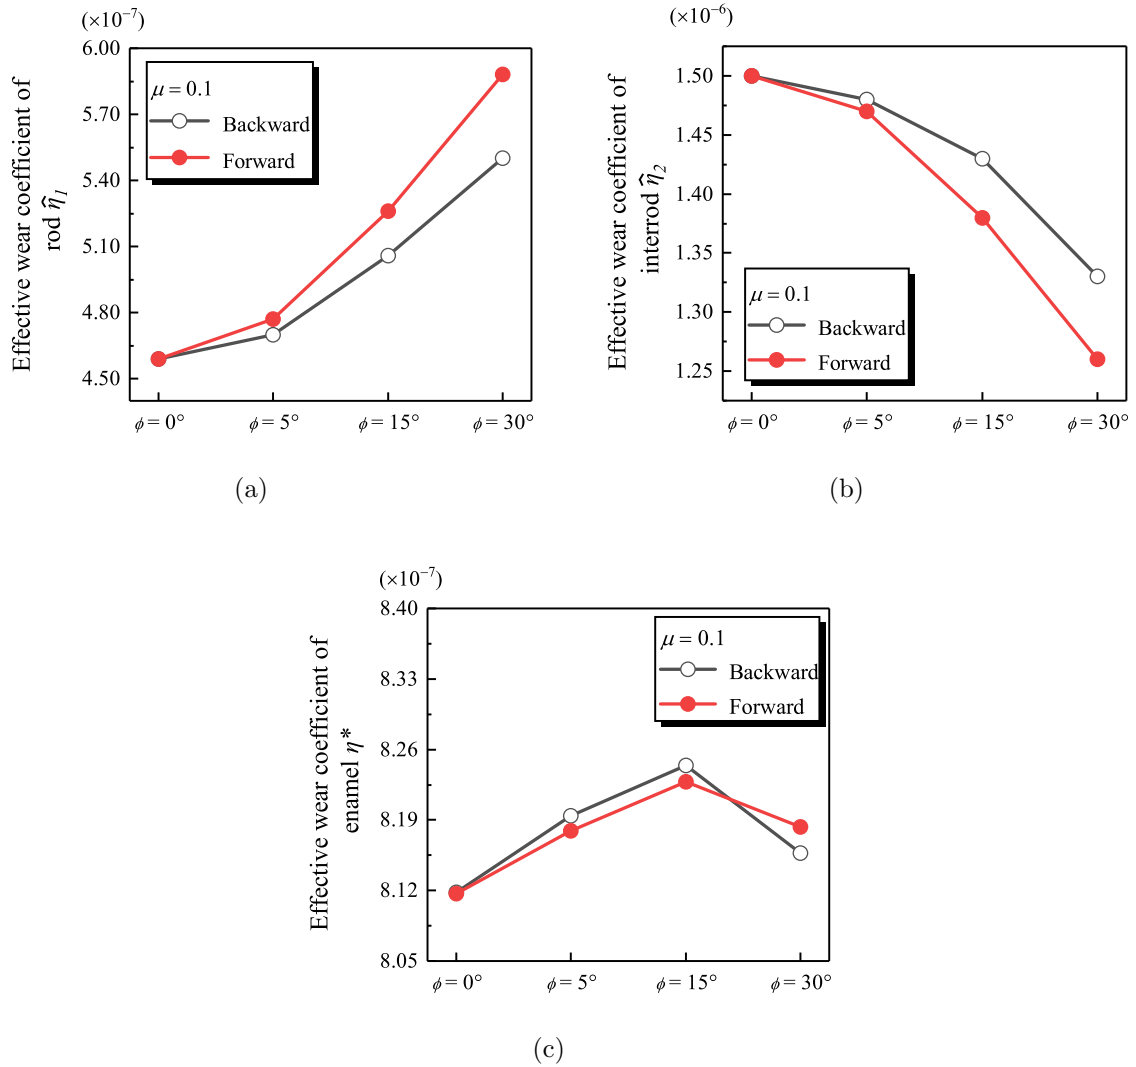 (×10⁻⁷)
6.00
5.70
5.40
5.10
4.80
4.50
Effective wear coefficient of
rod η̂₁
μ = 0.1
Backward
Forward
ϕ = 0° ϕ = 5° ϕ = 15° ϕ = 30°
(a)
(×10⁻⁶)
1.50
1.45
1.40
1.35
1.30
1.25
Effective wear coefficient of
interrod η̂₂
μ = 0.1
Backward
Forward
ϕ = 0° ϕ = 5° ϕ = 15° ϕ = 30°
(b)
(×10⁻⁷)
8.40
8.33
8.26
8.19
8.12
8.05
Effective wear coefficient of
enamel η*
μ = 0.1
Backward
Forward
ϕ = 0° ϕ = 5° ϕ = 15° ϕ = 30°
(c)